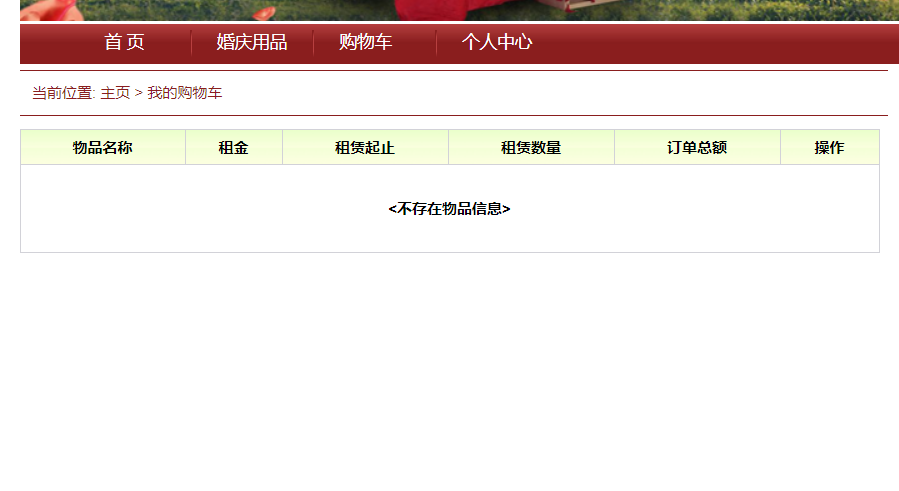 首 页 婚庆用品 购物车 个人中心
当前位置: 主页 > 我的购物车
物品名称 租金 租赁起止 租赁数量 订单总额 操作
<不存在物品信息>